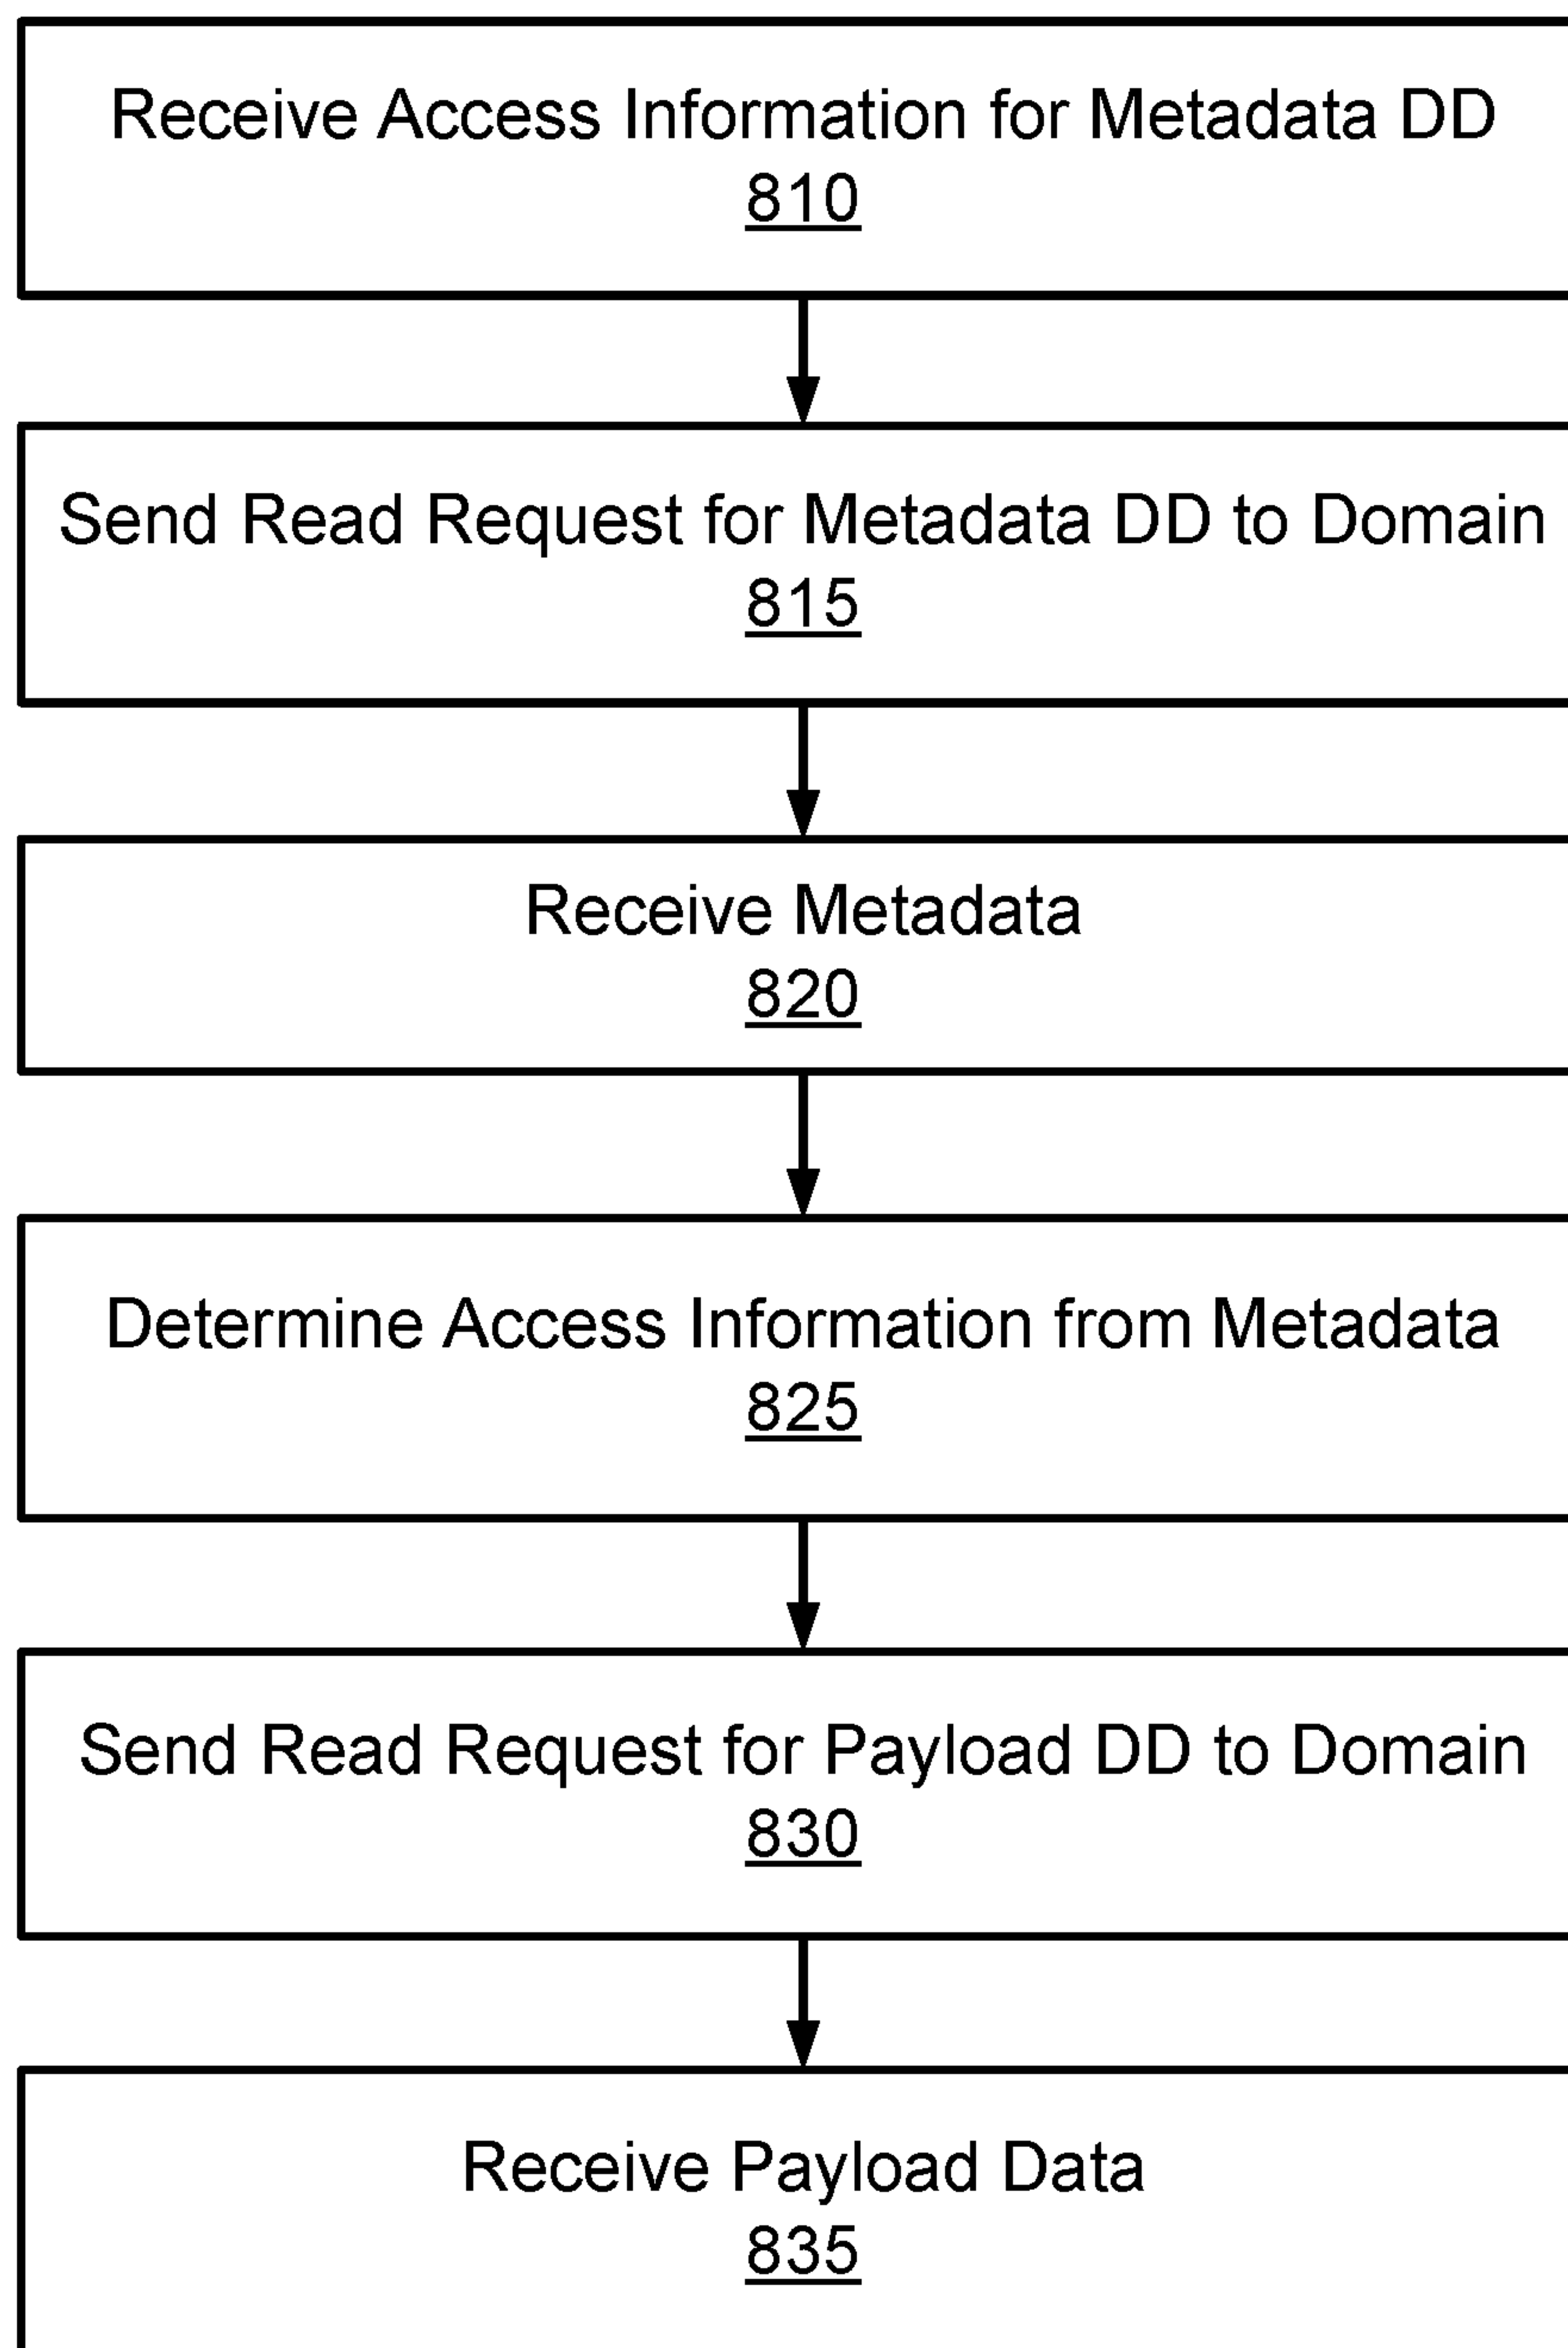 Receive Access Information for Metadata DD
810
Send Read Request for Metadata DD to Domain
815
Receive Metadata
820
Determine Access Information from Metadata
825
Send Read Request for Payload DD to Domain
830
Receive Payload Data
835